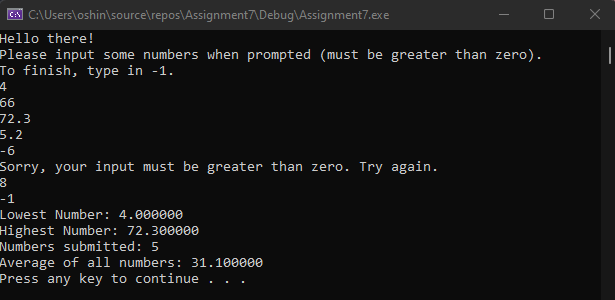 C:\Users\oshin\source\repos\Assignment7\Debug\Assignment7.exe
Hello there!
Please input some numbers when prompted (must be greater than zero).
To finish, type in -1.
4
66
72.3
5.2
-6
Sorry, your input must be greater than zero. Try again.
8
-1
Lowest Number: 4.000000
Highest Number: 72.300000
Numbers submitted: 5
Average of all numbers: 31.100000
Press any key to continue . . .